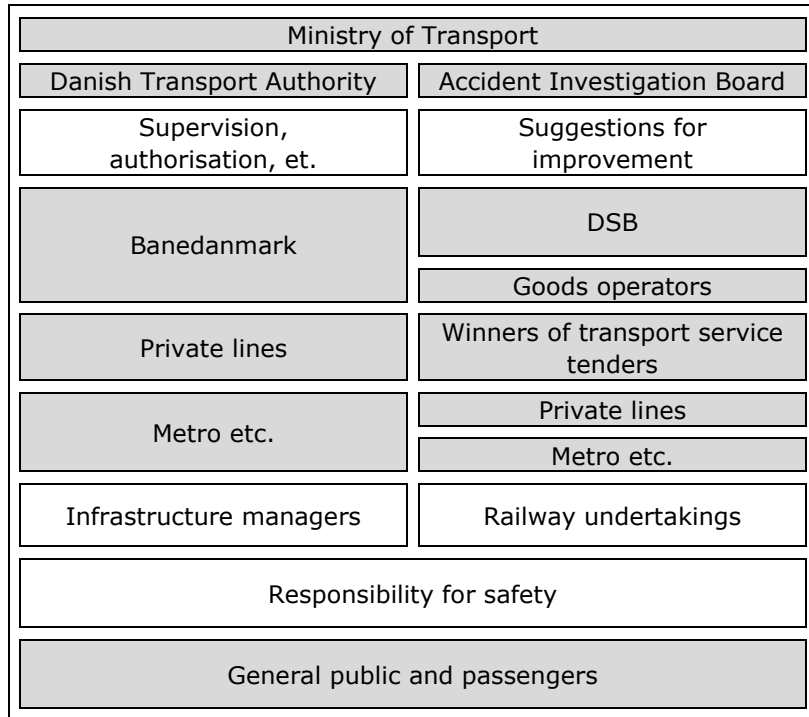 Ministry of Transport
Danish Transport Authority
Accident Investigation Board
Supervision,
authorisation, et.
Suggestions for
improvement
Banedanmark
DSB
Goods operators
Private lines
Winners of transport service
tenders
Metro etc.
Private lines
Metro etc.
Infrastructure managers
Railway undertakings
Responsibility for safety
General public and passengers